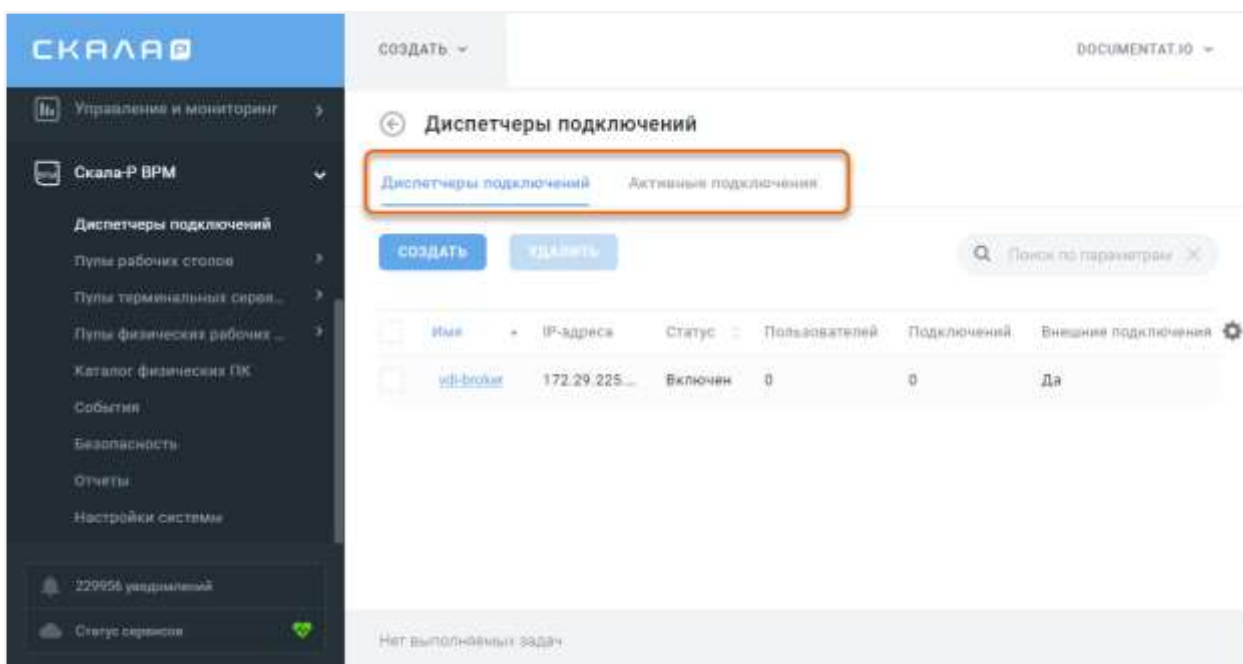 СКАЛА Р
СОЗДАТЬ
DOCUMENTAT.IO
Управление и мониторинг
Скала-Р ВРМ
Диспетчеры подключений
Пулы рабочих столов
Пулы терминальных серве...
Пулы физических рабочих ...
Каталог физических ПК
События
Безопасность
Отчеты
Настройки системы
229956 уведомлений
Статус сервисов
Диспетчеры подключений
Диспетчеры подключений Активные подключения
СОЗДАТЬ УДАЛИТЬ Поиск по параметрам
Имя IP-адреса Статус Пользователей Подключений Внешние подключения
vdi-broker 172.29.225.... Включен 0 0 Да
Нет выполняемых задач